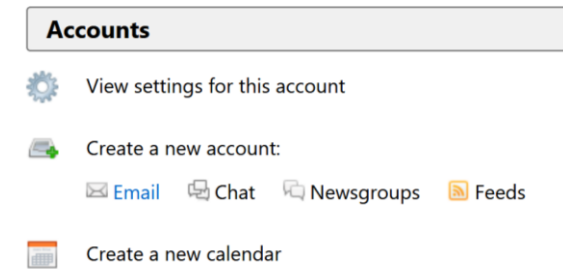 Accounts
View settings for this account
Create a new account:
Email Chat Newsgroups Feeds
Create a new calendar